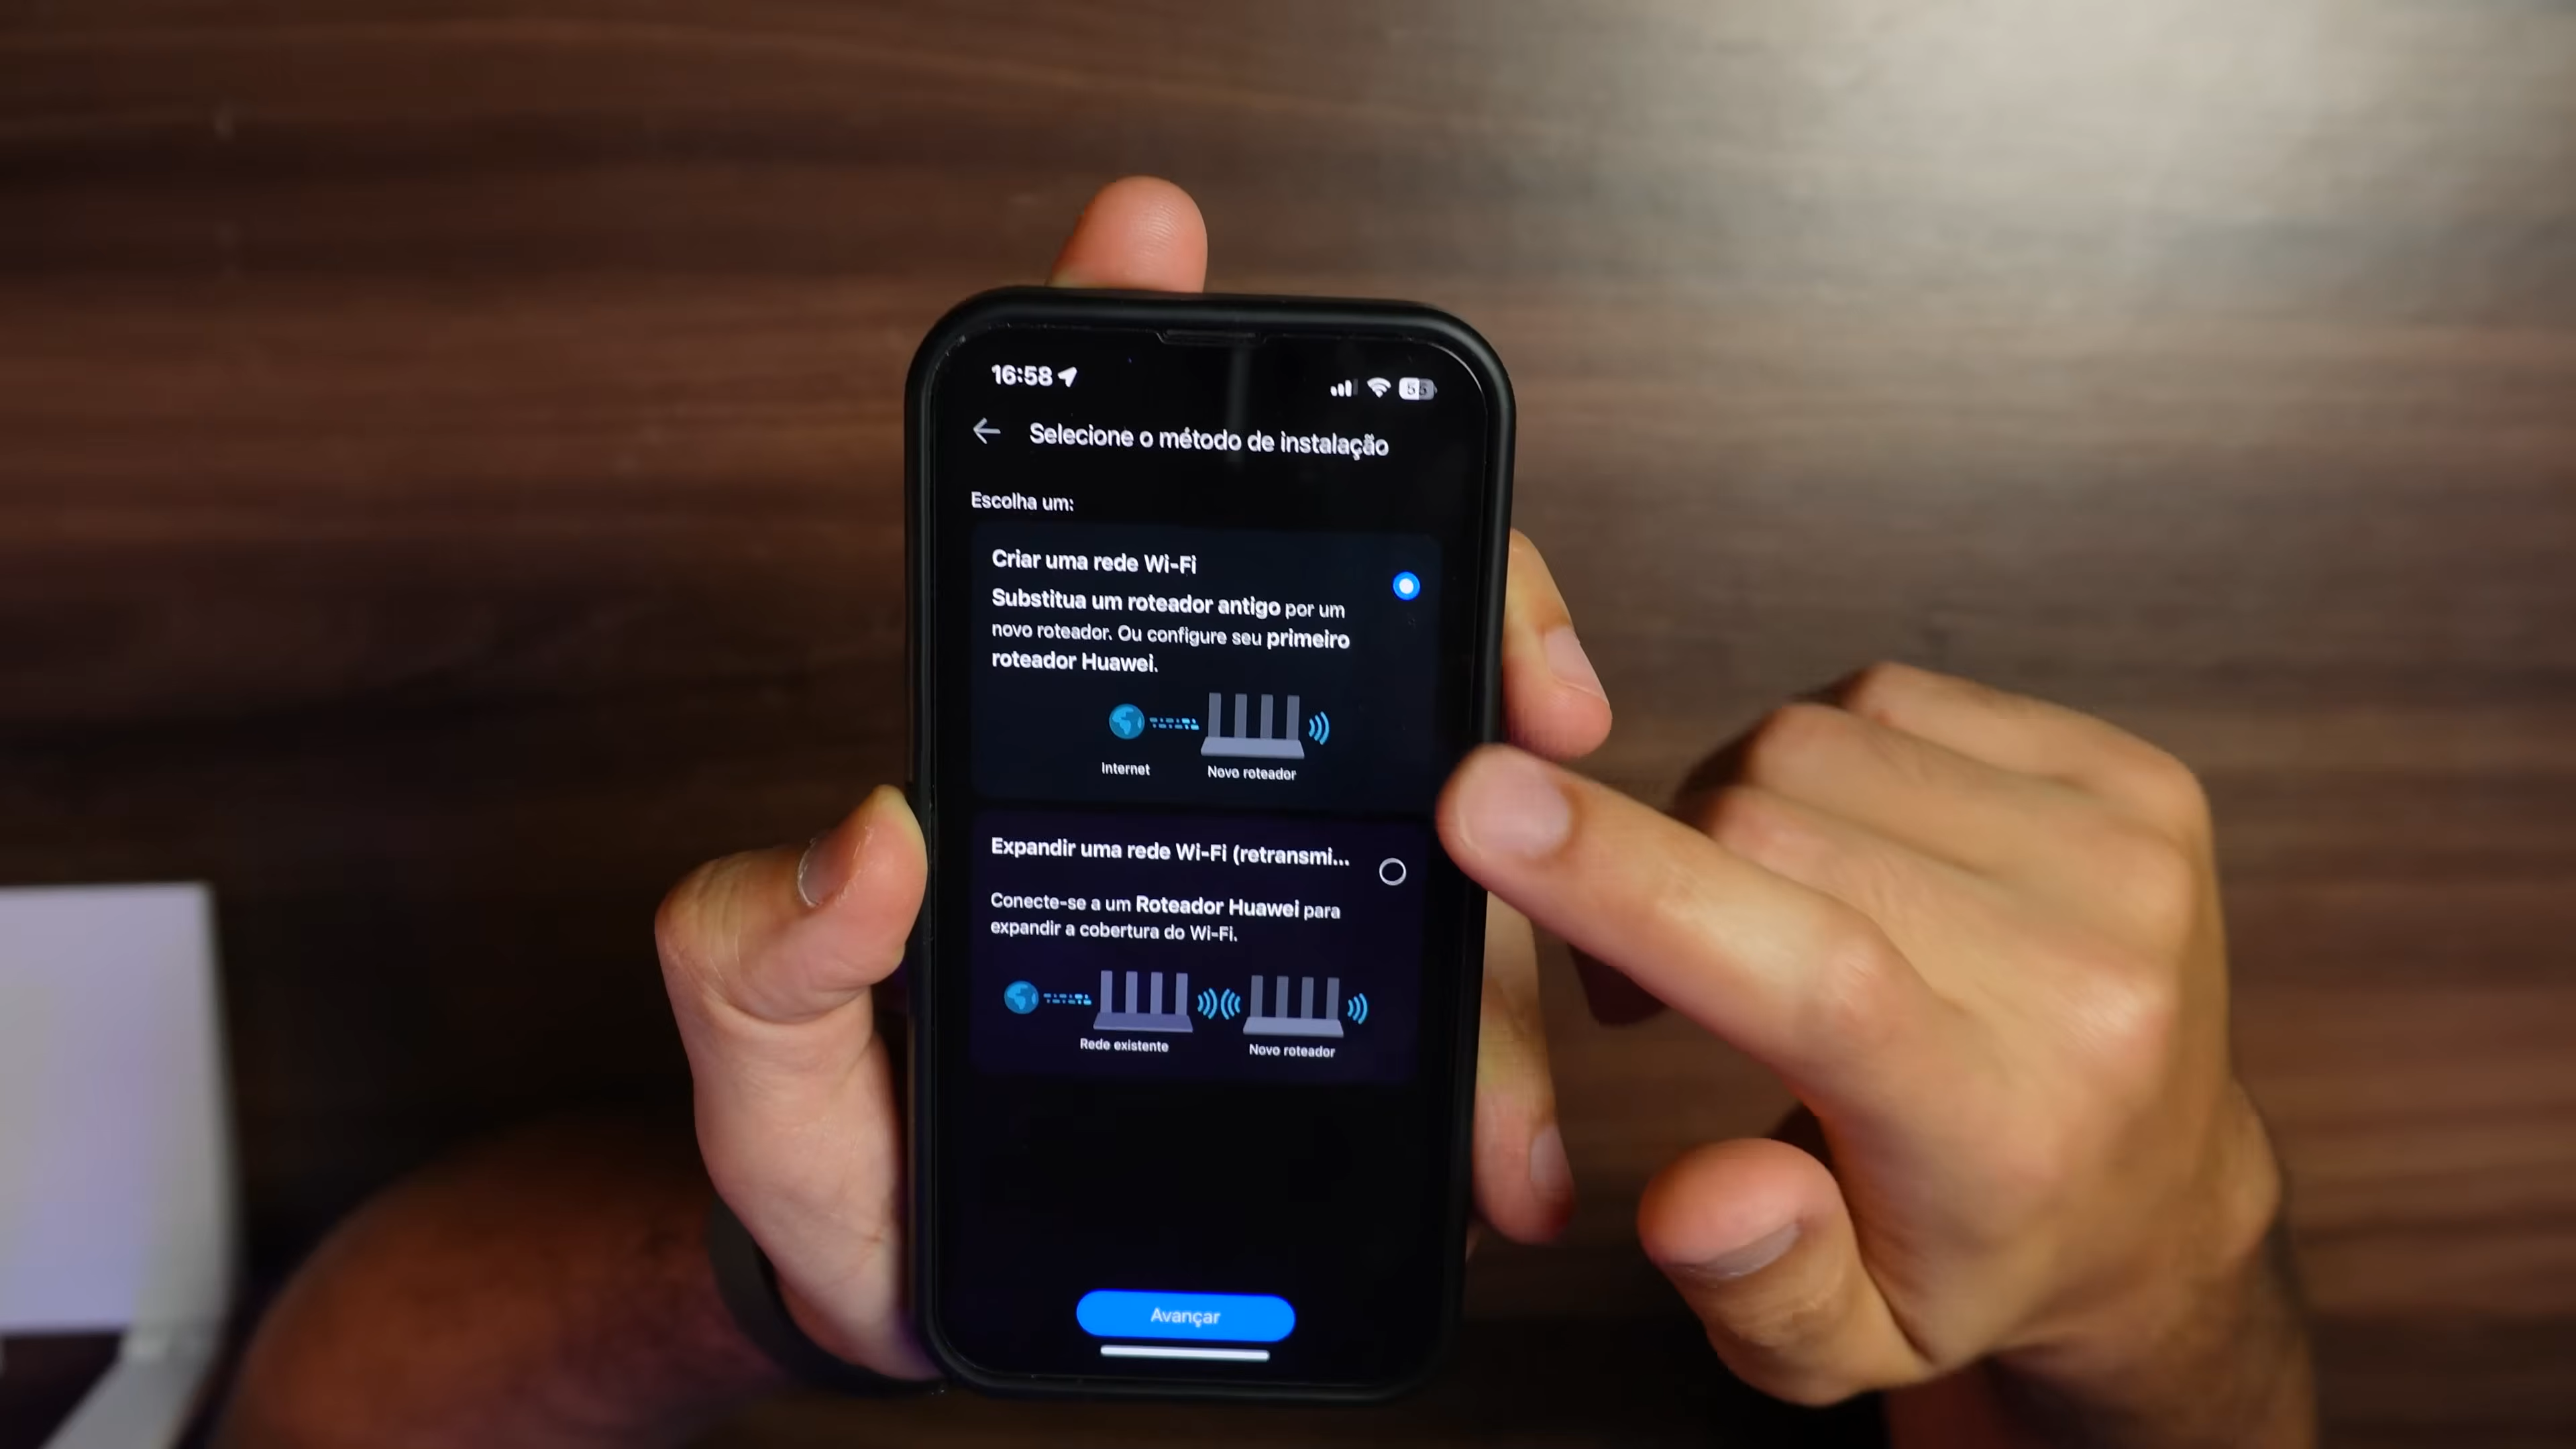 16:58
55
Selecione o método de instalação
Escolha um:
Criar uma rede Wi-Fi
Substitua um roteador antigo por um
novo roteador. Ou configure seu primeiro
roteador Huawei.
Internet
Novo roteador
Expandir uma rede Wi-Fi (retransmi...
Conecte-se a um Roteador Huawei para
expandir a cobertura do Wi-Fi.
Rede existente
Novo roteador
Avançar